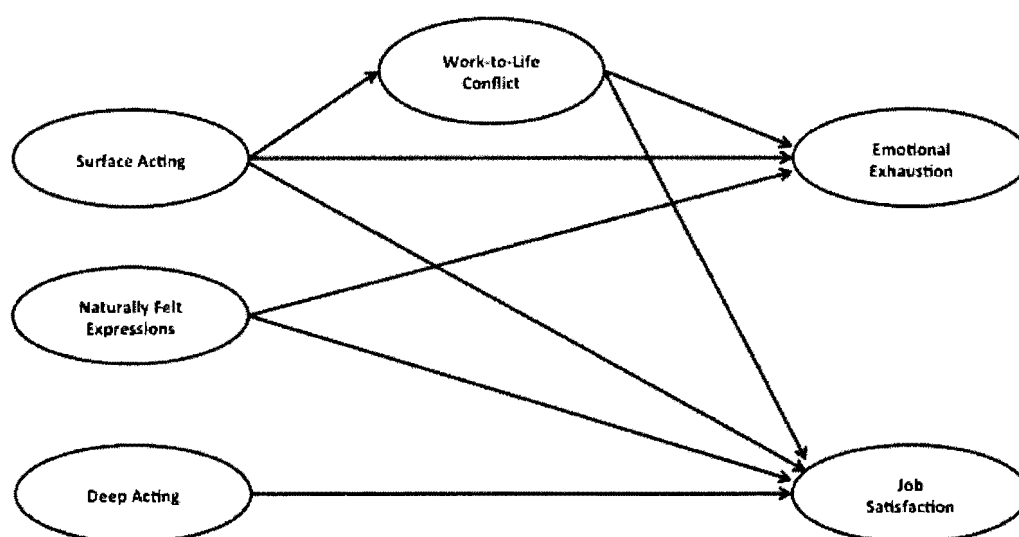 Work-to-Life
Conflict
Surface Acting
Emotional
Exhaustion
Naturally Felt
Expressions
Deep Acting
Job
Satisfaction